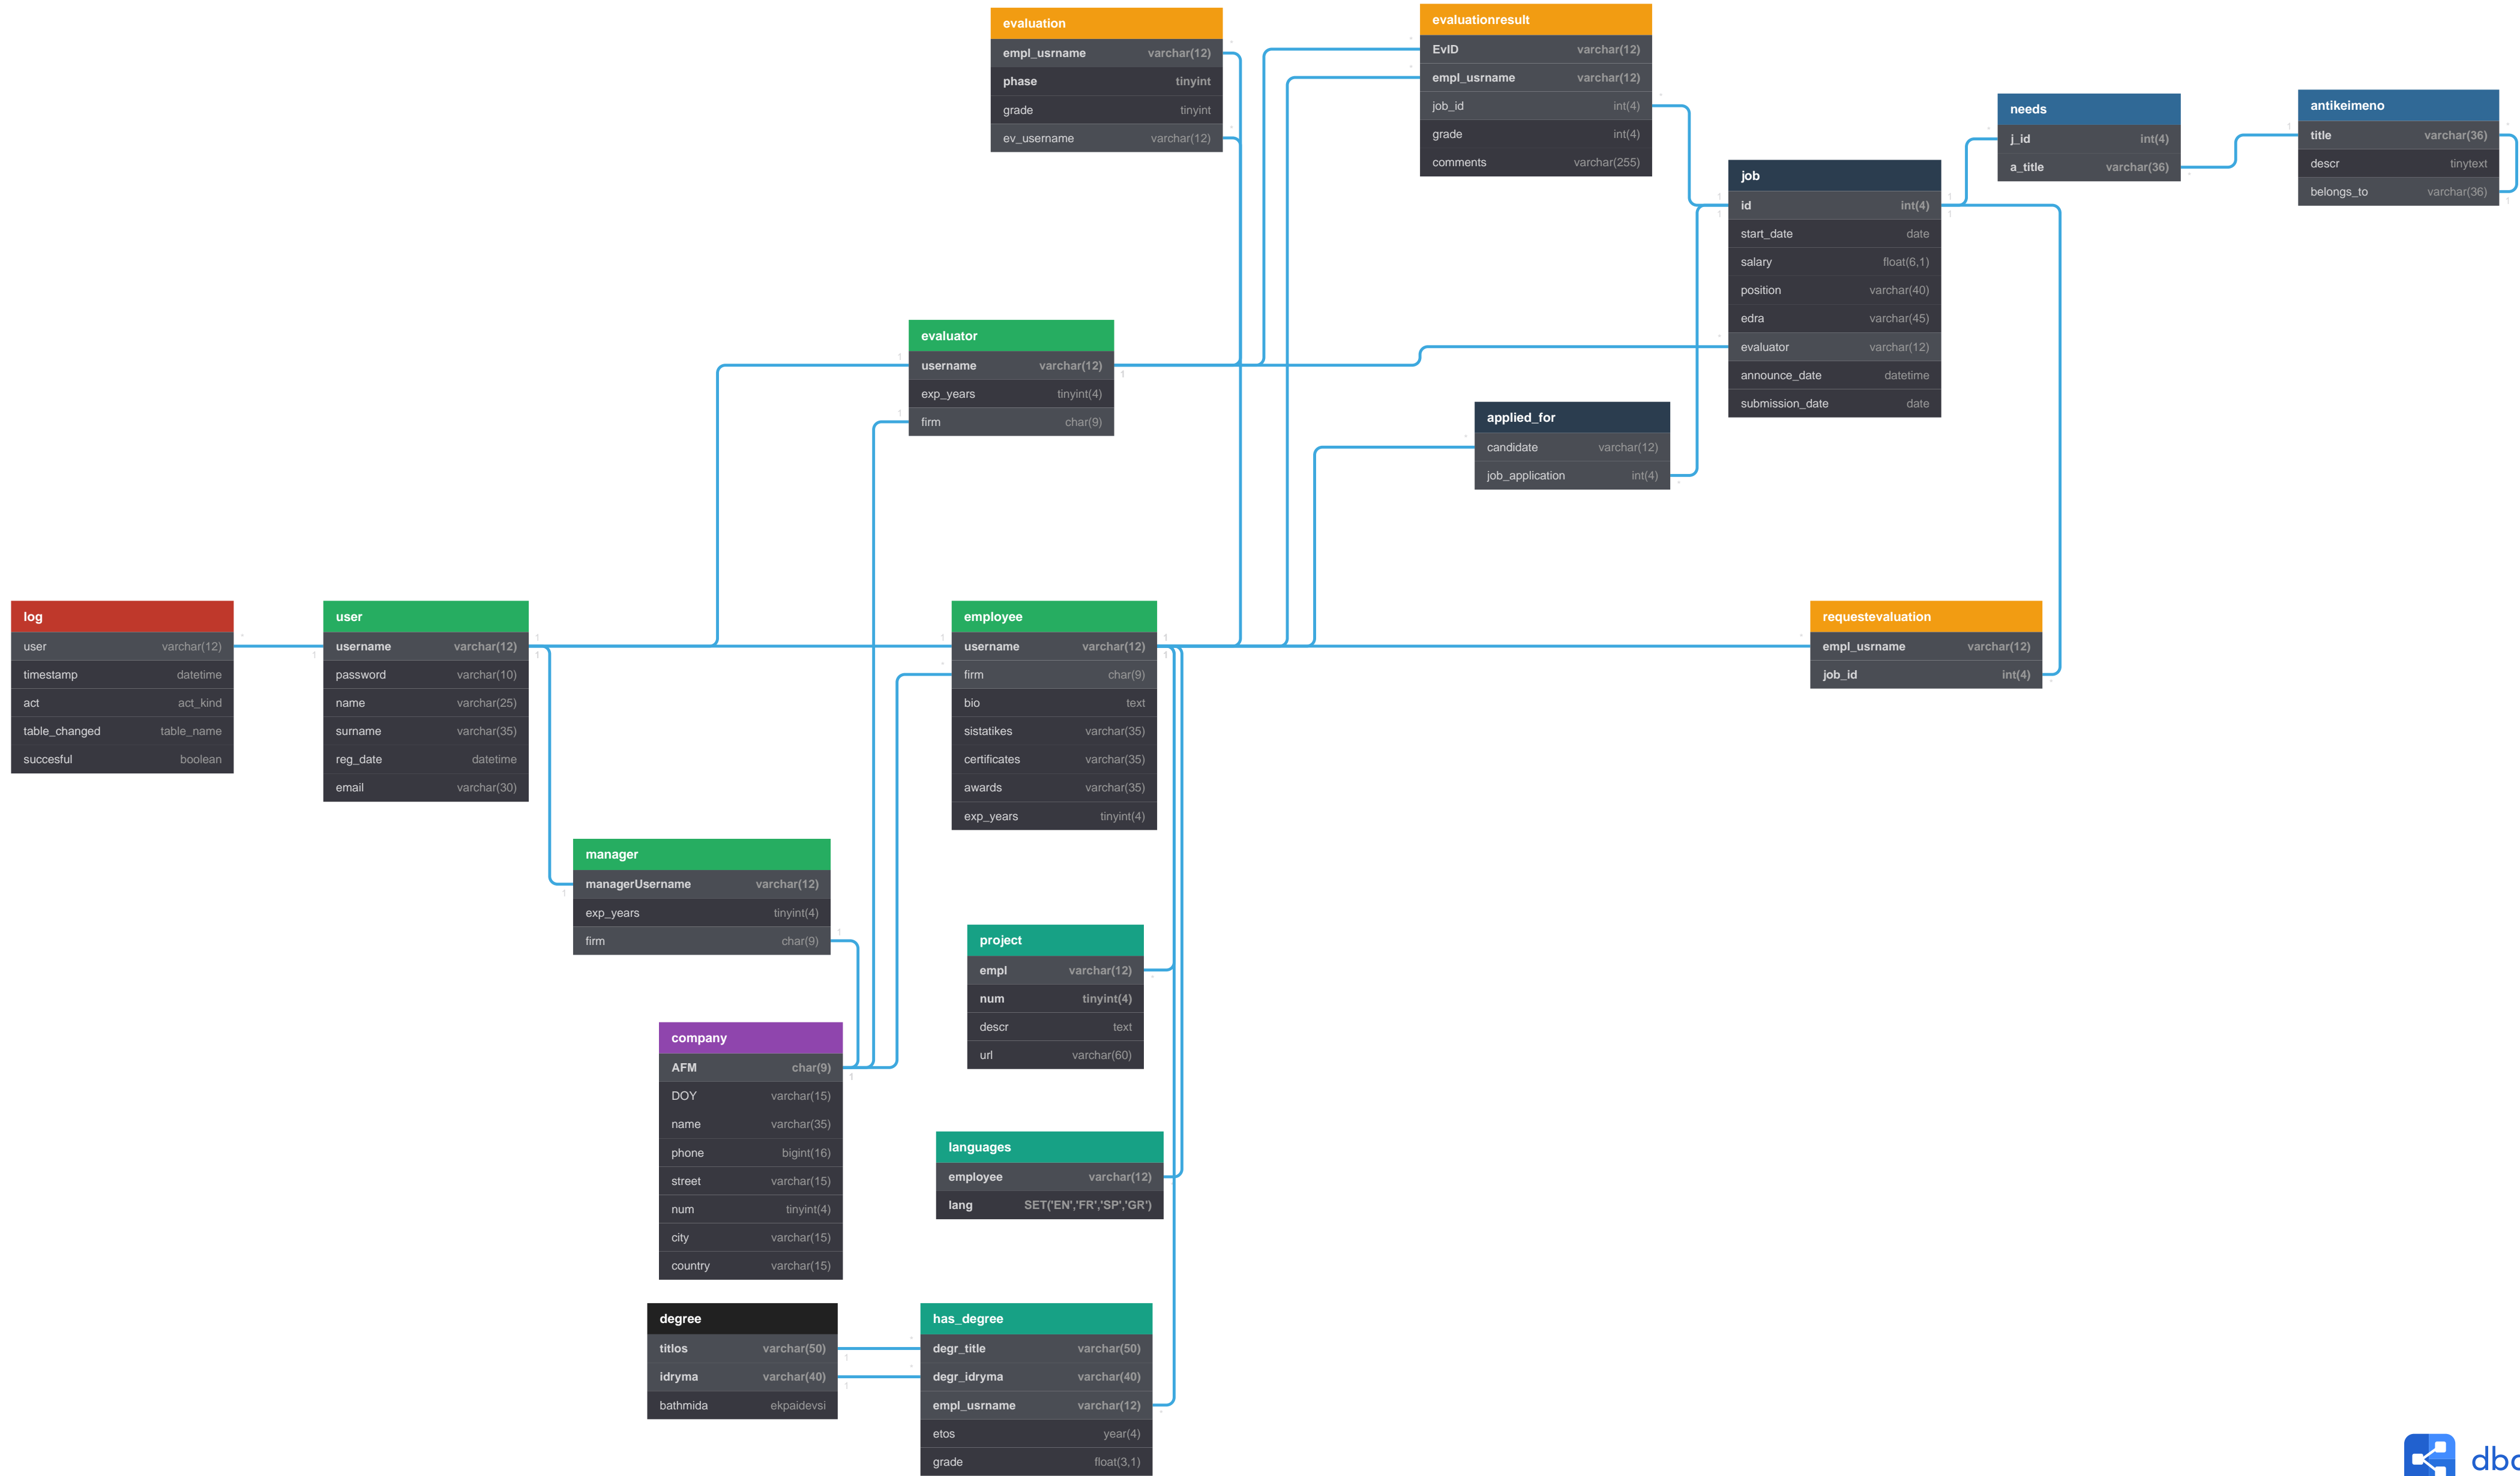 evaluation
empl_usrname varchar(12)
phase tinyint
grade tinyint
ev_username varchar(12)
evaluationresult
EvID varchar(12)
empl_usrname varchar(12)
job_id int(4)
grade int(4)
comments varchar(255)
needs
j_id int(4)
a_title varchar(36)
antikeimeno
title varchar(36)
descr tinytext
belongs_to varchar(36)
job
id int(4)
start_date date
salary float(6,1)
position varchar(40)
edra varchar(45)
evaluator varchar(12)
announce_date datetime
submission_date date
evaluator
username varchar(12)
exp_years tinyint(4)
firm char(9)
applied_for
candidate varchar(12)
job_application int(4)
log
user varchar(12)
timestamp datetime
act act_kind
table_changed table_name
succesful boolean
user
username varchar(12)
password varchar(10)
name varchar(25)
surname varchar(35)
reg_date datetime
email varchar(30)
employee
username varchar(12)
firm char(9)
bio text
sistatikes varchar(35)
certificates varchar(35)
awards varchar(35)
exp_years tinyint(4)
requestevaluation
empl_usrname varchar(12)
job_id int(4)
manager
managerUsername varchar(12)
exp_years tinyint(4)
firm char(9)
project
empl varchar(12)
num tinyint(4)
descr text
url varchar(60)
company
AFM char(9)
DOY varchar(15)
name varchar(35)
phone bigint(16)
street varchar(15)
num tinyint(4)
city varchar(15)
country varchar(15)
languages
employee varchar(12)
lang SET('EN','FR','SP','GR')
degree
titlos varchar(50)
idryma varchar(40)
bathmida ekpaidevsi
has_degree
degr_title varchar(50)
degr_idryma varchar(40)
empl_usrname varchar(12)
etos year(4)
grade float(3,1)